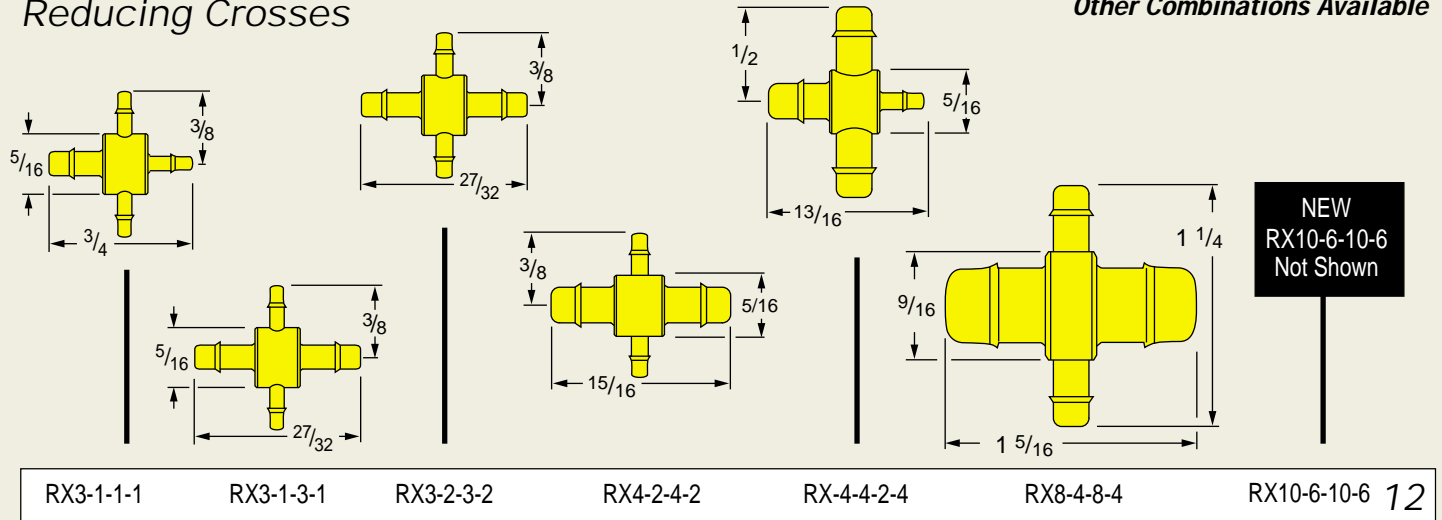 Reducing Crosses
Other Combinations Available
3/8
5/16
3/4
3/8
27/32
1/2
5/16
13/16
3/8
5/16
27/32
3/8
5/16
15/16
9/16
1 1/4
1 5/16
NEW
RX10-6-10-6
Not Shown
RX3-1-1-1 RX3-1-3-1 RX3-2-3-2 RX4-2-4-2 RX-4-4-2-4 RX8-4-8-4 RX10-6-10-6 12